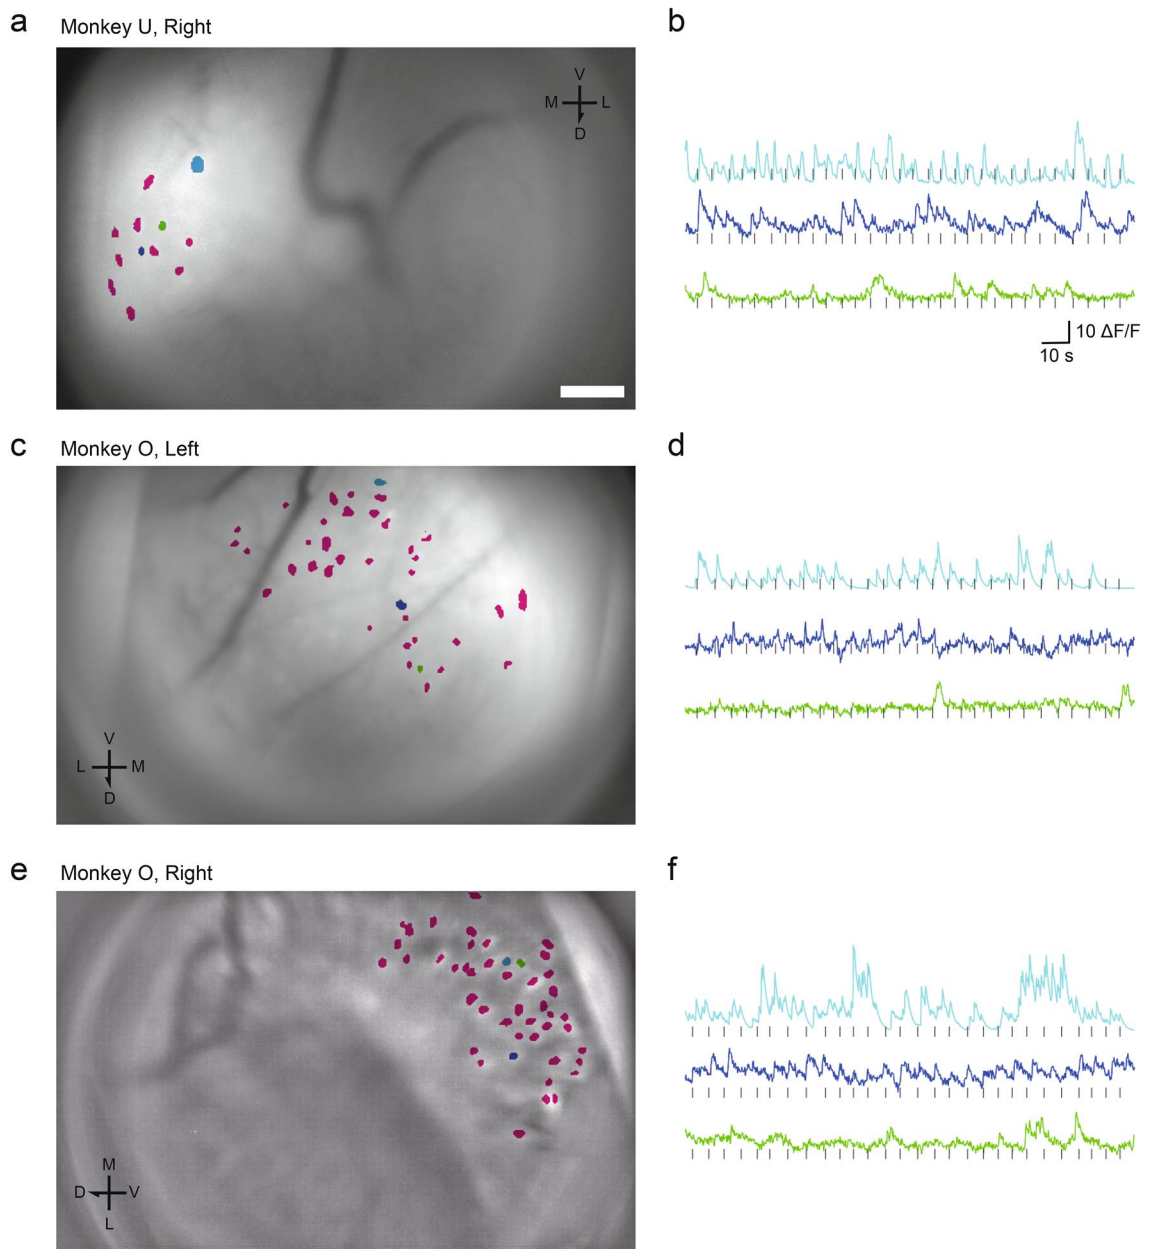 a Monkey U, Right
V
M L
D
b
10 ΔF/F
10 s
c Monkey O, Left
V
L M
D
d
e Monkey O, Right
M
D V
L
f